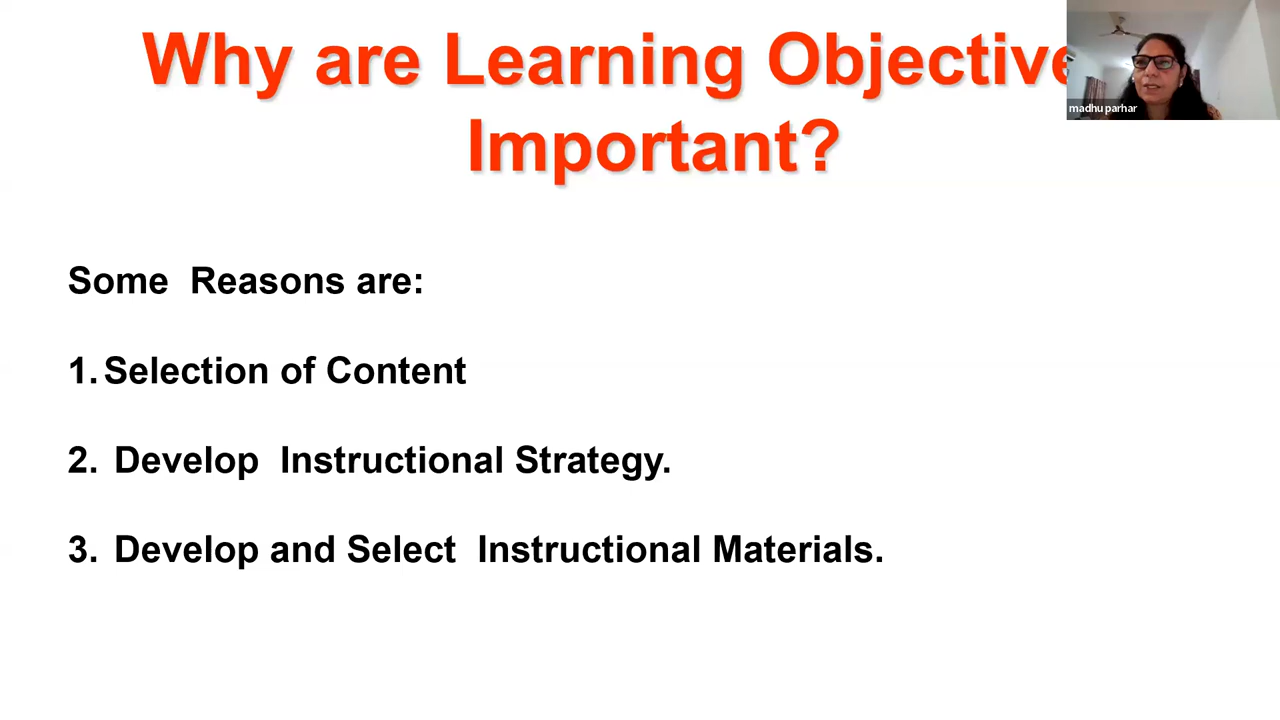 Why are Learning Objective
Important?
madhu parhar
Some Reasons are:
1. Selection of Content
2. Develop Instructional Strategy.
3. Develop and Select Instructional Materials.